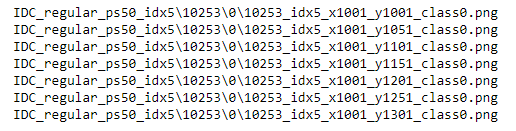 IDC_regular_ps50_idx5\10253\0\10253_idx5_x1001_y1001_class0.png
IDC_regular_ps50_idx5\10253\0\10253_idx5_x1001_y1051_class0.png
IDC_regular_ps50_idx5\10253\0\10253_idx5_x1001_y1101_class0.png
IDC_regular_ps50_idx5\10253\0\10253_idx5_x1001_y1151_class0.png
IDC_regular_ps50_idx5\10253\0\10253_idx5_x1001_y1201_class0.png
IDC_regular_ps50_idx5\10253\0\10253_idx5_x1001_y1251_class0.png
IDC_regular_ps50_idx5\10253\0\10253_idx5_x1001_y1301_class0.png